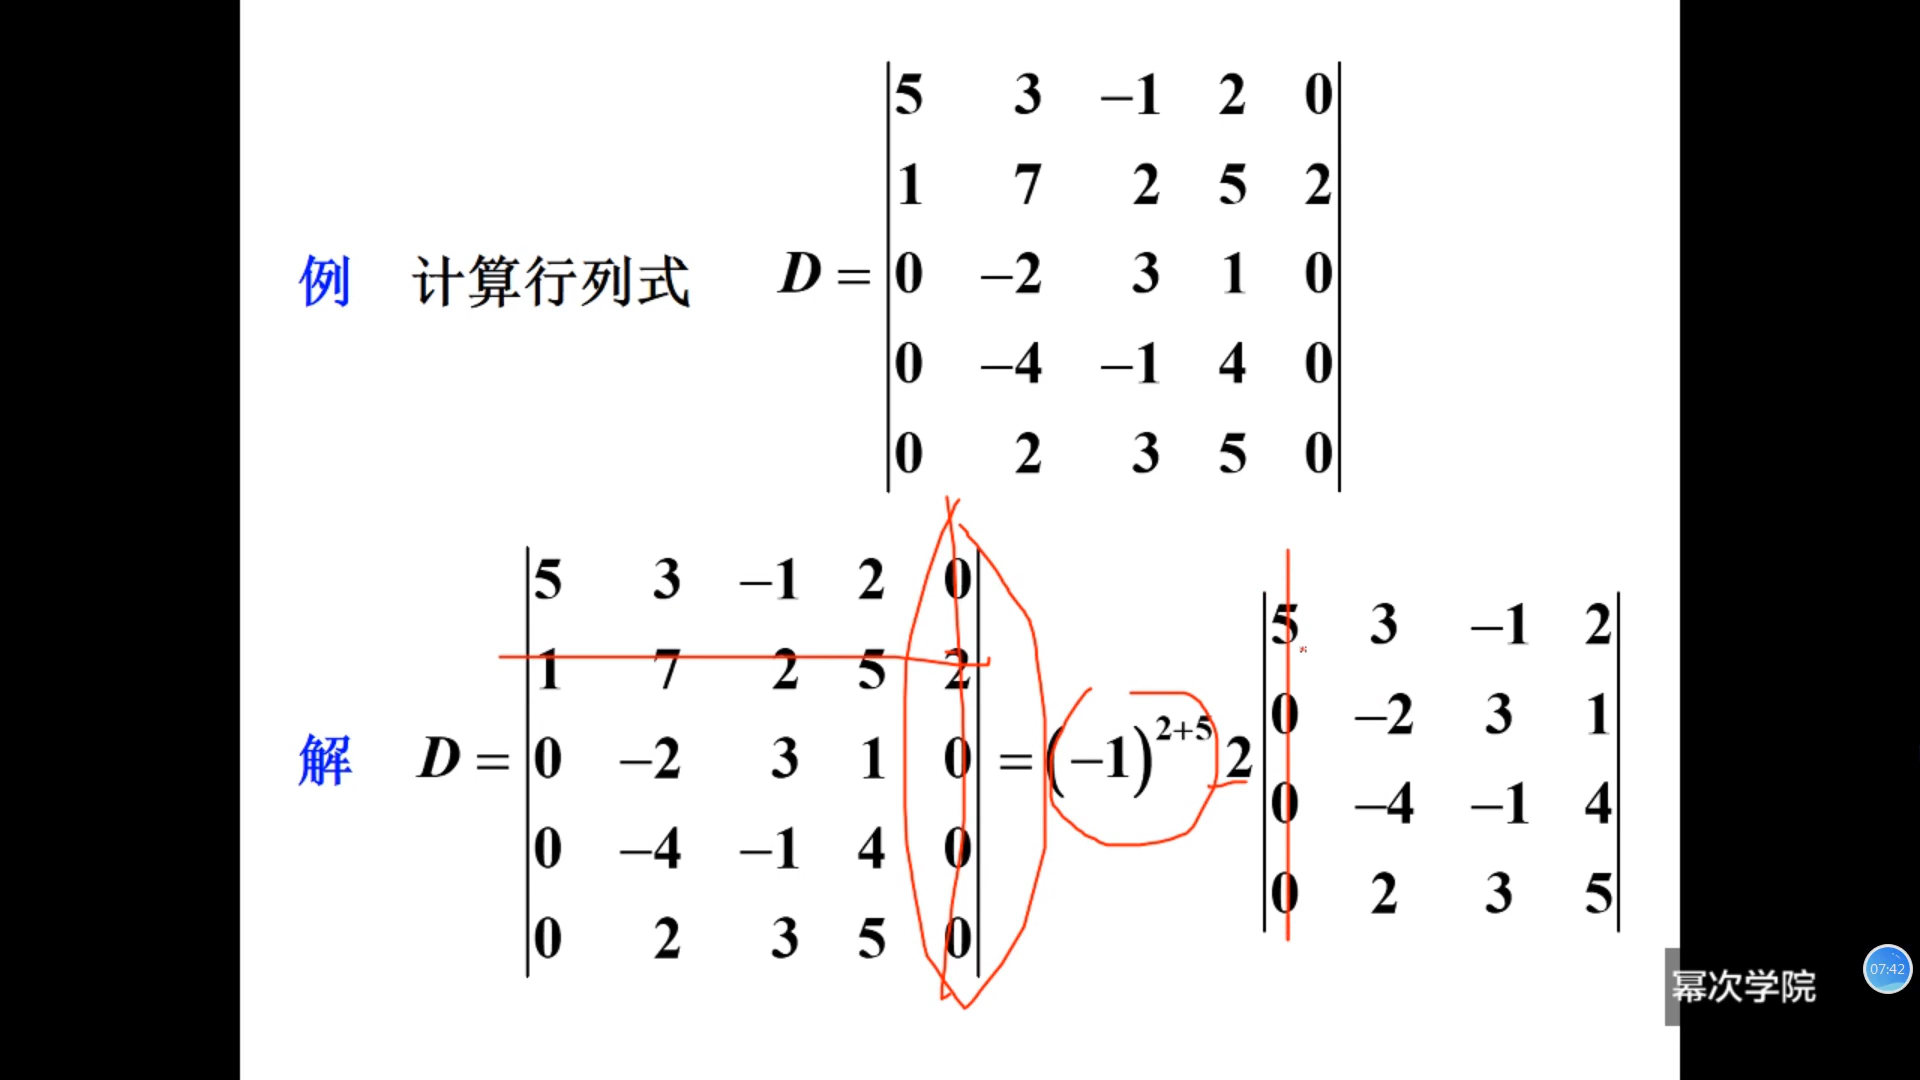 5 3 −1 2 0
1 7 2 5 2
例 计算行列式 D = 0 −2 3 1 0
0 −4 −1 4 0
0 2 3 5 0
5 3 −1 2 0
1 7 2 5 2
解 D = 0 −2 3 1 0
0 −4 −1 4 0
0 2 3 5 0
= (−1)^{2+5} 2
5 3 −1 2
0 −2 3 1
0 −4 −1 4
0 2 3 5
幂次学院
07:42